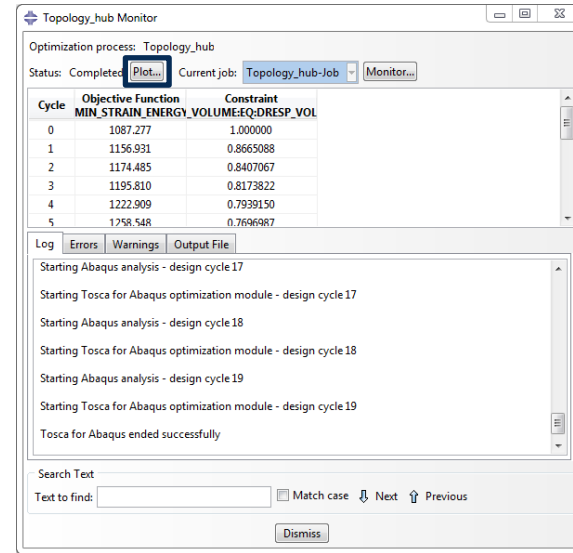 Topology_hub Monitor
Optimization process: Topology_hub
Status: Completed Plot... Current job: Topology_hub-Job Monitor...
Cycle Objective Function Constraint
MIN_STRAIN_ENERGY_VOLUME:EQ:DRESP_VOL
0 1087.277 1.000000
1 1156.931 0.8665088
2 1174.485 0.8407067
3 1195.810 0.8173822
4 1222.909 0.7939150
5 1258.548 0.7696987
Log Errors Warnings Output File
Starting Abaqus analysis - design cycle 17
Starting Tosca for Abaqus optimization module - design cycle 17
Starting Abaqus analysis - design cycle 18
Starting Tosca for Abaqus optimization module - design cycle 18
Starting Abaqus analysis - design cycle 19
Starting Tosca for Abaqus optimization module - design cycle 19
Tosca for Abaqus ended successfully
Search Text
Text to find: Match case Next Previous
Dismiss